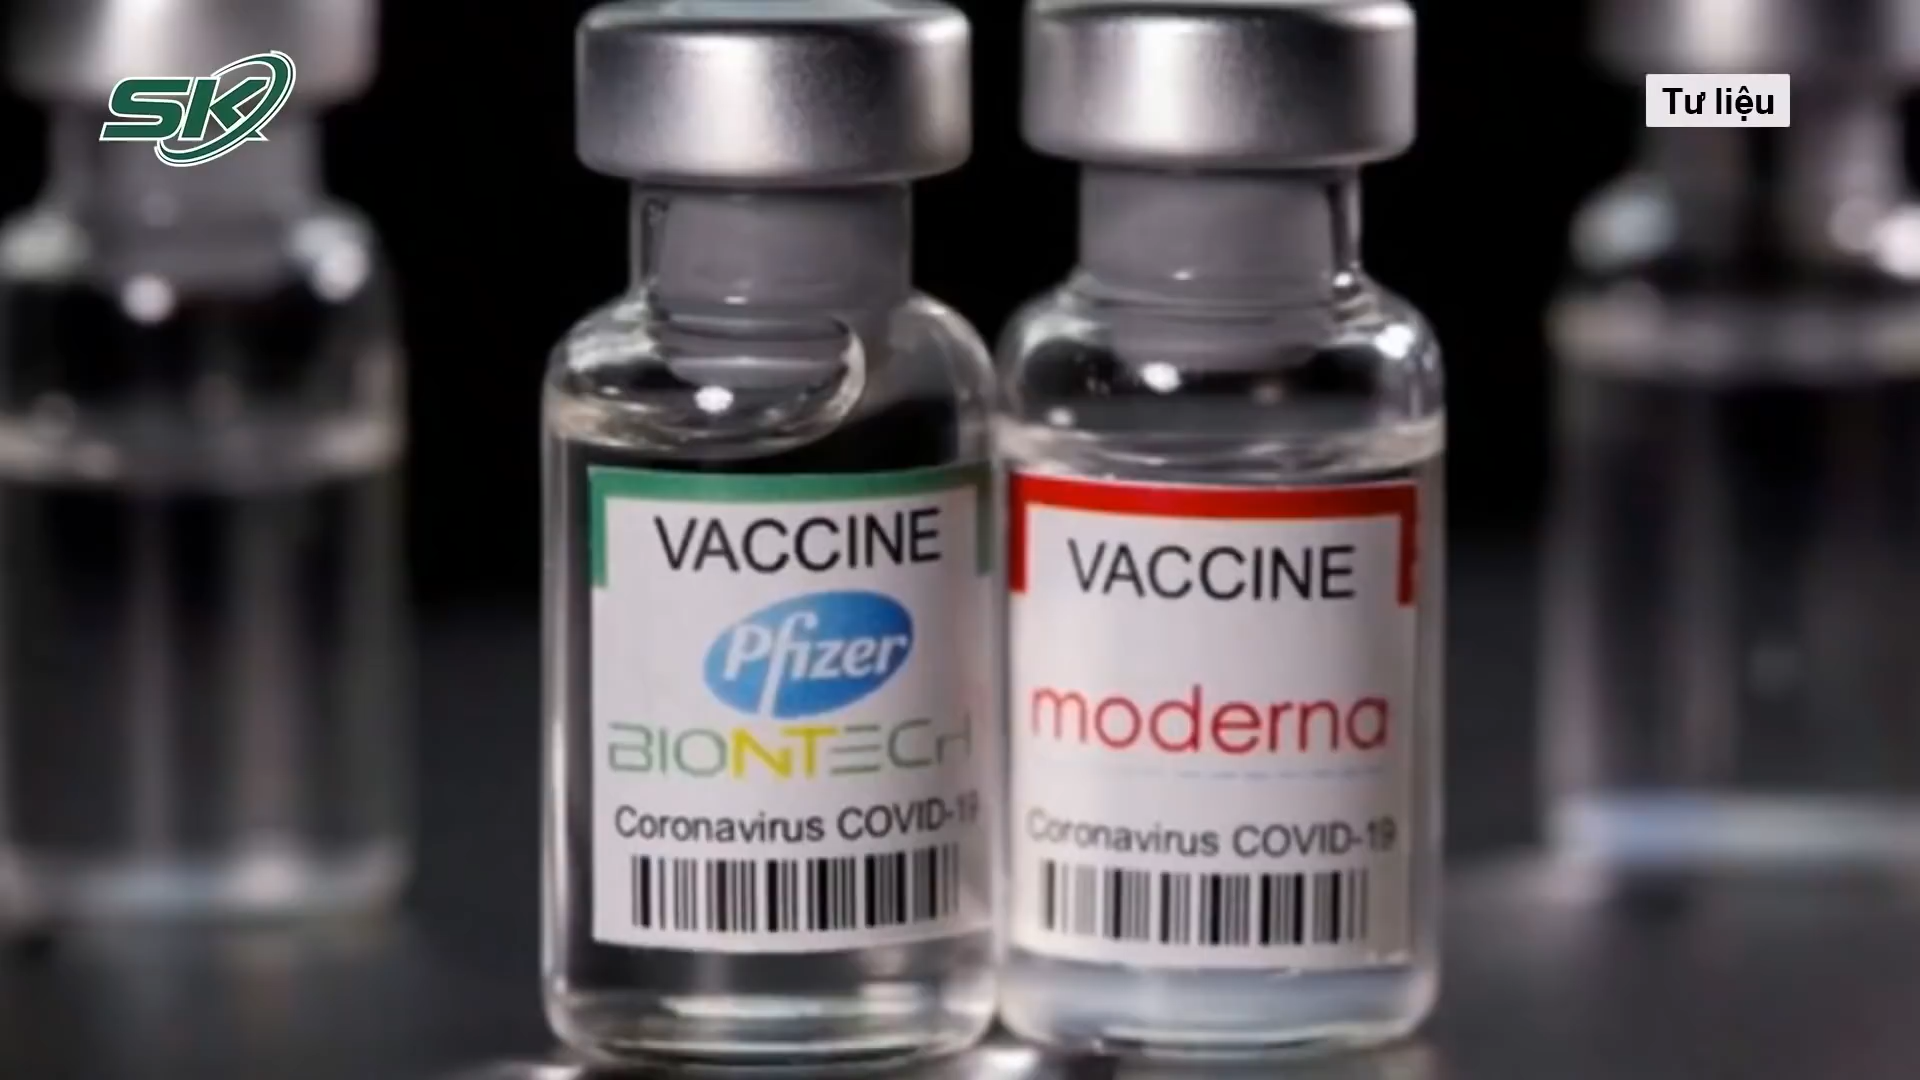 SK
Tư liệu
VACCINE
Pfizer
BIONTECH
Coronavirus COVID-19
VACCINE
moderna
Coronavirus COVID-19